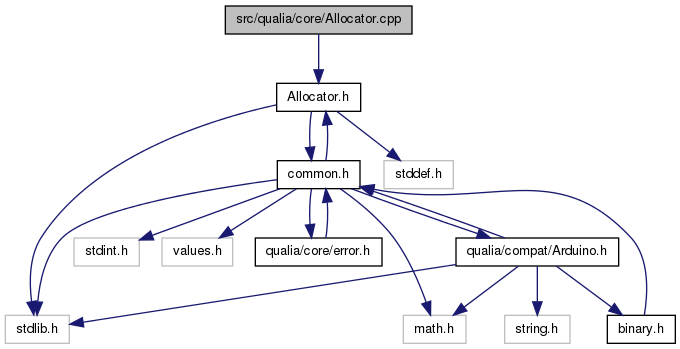 src/qualia/core/Allocator.cpp
Allocator.h
common.h
stddef.h
stdint.h
values.h
qualia/core/error.h
qualia/compat/Arduino.h
stdlib.h
math.h
string.h
binary.h